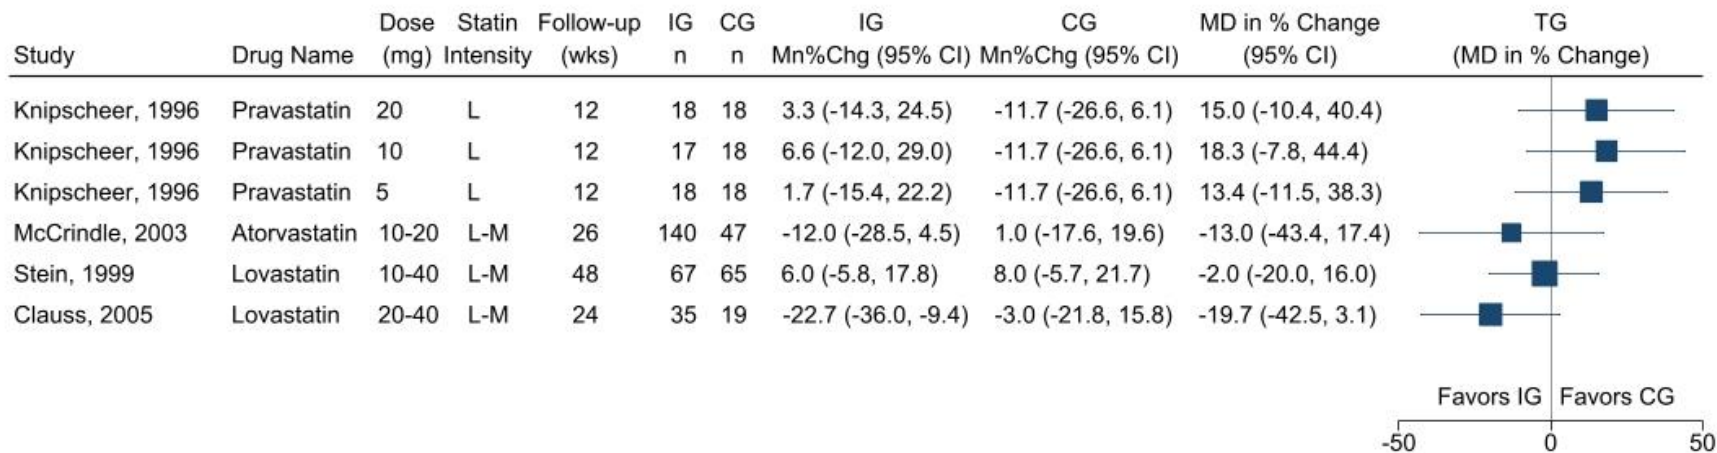 Dose Statin Follow-up IG CG IG CG MD in % Change TG
Study Drug Name (mg) Intensity (wks) n n Mn%Chg (95% CI) Mn%Chg (95% CI) (95% CI) (MD in % Change)
Knipscheer, 1996 Pravastatin 20 L 12 18 18 3.3 (-14.3, 24.5) -11.7 (-26.6, 6.1) 15.0 (-10.4, 40.4)
Knipscheer, 1996 Pravastatin 10 L 12 17 18 6.6 (-12.0, 29.0) -11.7 (-26.6, 6.1) 18.3 (-7.8, 44.4)
Knipscheer, 1996 Pravastatin 5 L 12 18 18 1.7 (-15.4, 22.2) -11.7 (-26.6, 6.1) 13.4 (-11.5, 38.3)
McCrindle, 2003 Atorvastatin 10-20 L-M 26 140 47 -12.0 (-28.5, 4.5) 1.0 (-17.6, 19.6) -13.0 (-43.4, 17.4)
Stein, 1999 Lovastatin 10-40 L-M 48 67 65 6.0 (-5.8, 17.8) 8.0 (-5.7, 21.7) -2.0 (-20.0, 16.0)
Clauss, 2005 Lovastatin 20-40 L-M 24 35 19 -22.7 (-36.0, -9.4) -3.0 (-21.8, 15.8) -19.7 (-42.5, 3.1)
Favors IG Favors CG
-50 0 50